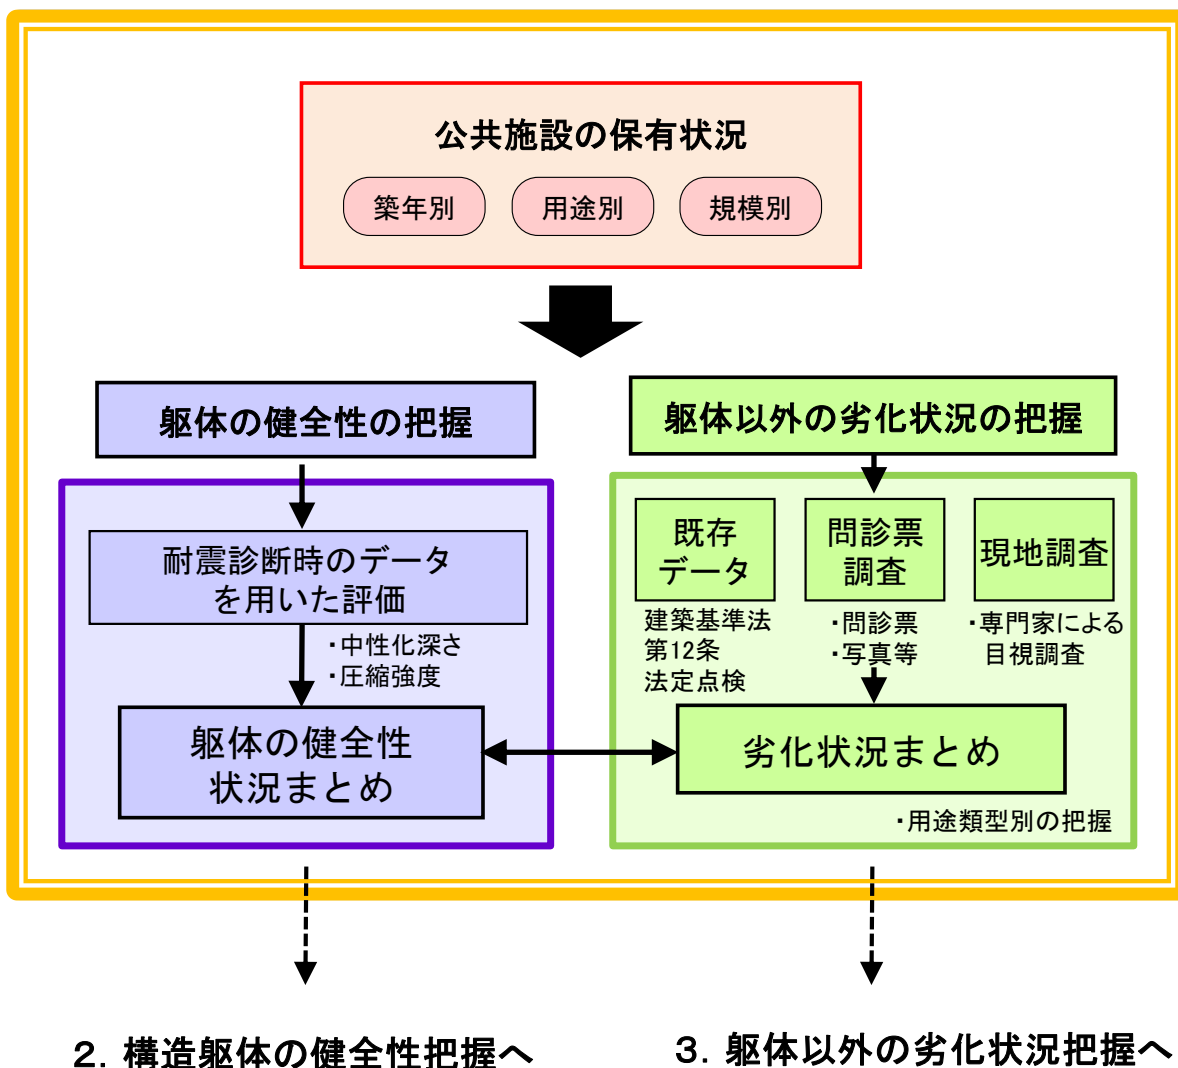 公共施設の保有状況
築年別
用途別
規模別
躯体の健全性の把握
耐震診断時のデータ
を用いた評価
・中性化深さ
・圧縮強度
躯体の健全性
状況まとめ
躯体以外の劣化状況の把握
既存
データ
建築基準法
第12条
法定点検
問診票
調査
・問診票
・写真等
現地調査
・専門家による
目視調査
劣化状況まとめ
・用途類型別の把握
２．構造躯体の健全性把握へ
３．躯体以外の劣化状況把握へ